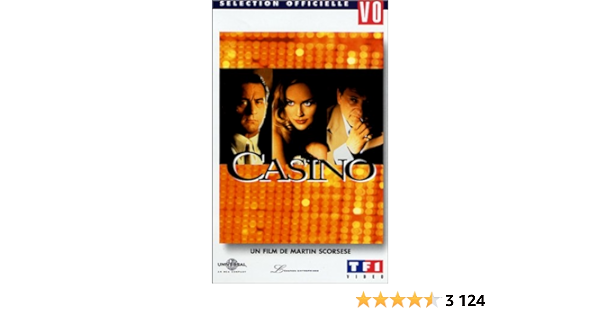 SELECTION OFFICIELLE
VO
CASINO
UN FILM DE MARTIN SCORSESE
UNIVERSAL
TF1
VIDEO
3 124